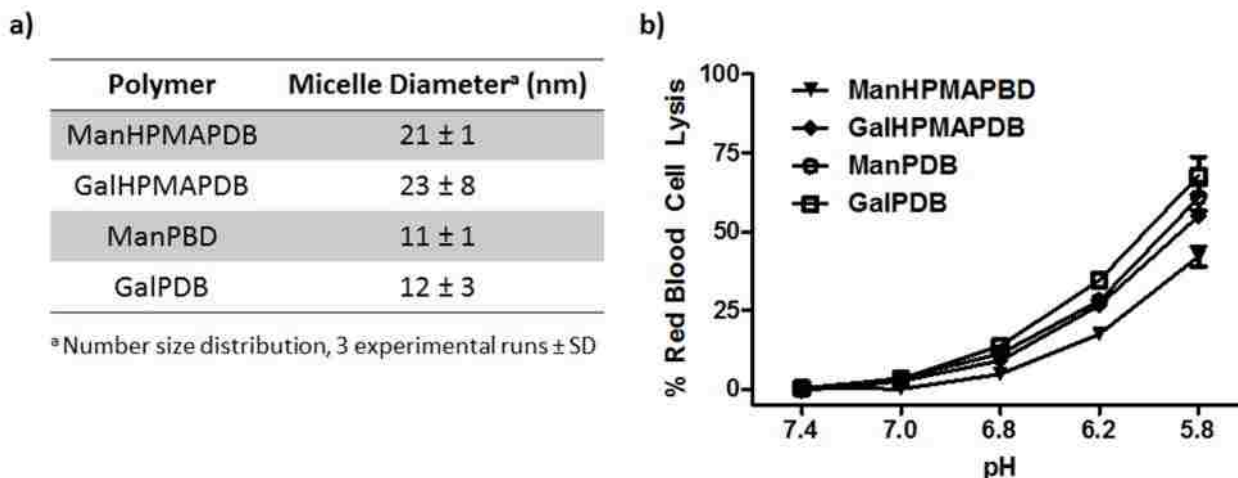 a)
Polymer Micelle Diameterᵃ (nm)
ManHPMAPDB 21 ± 1
GalHPMAPDB 23 ± 8
ManPBD 11 ± 1
GalPDB 12 ± 3
ᵃ Number size distribution, 3 experimental runs ± SD
b)
% Red Blood Cell Lysis
100
75
50
25
0
ManHPMAPBD
GalHPMAPDB
ManPDB
GalPDB
7.4 7.0 6.8 6.2 5.8
pH